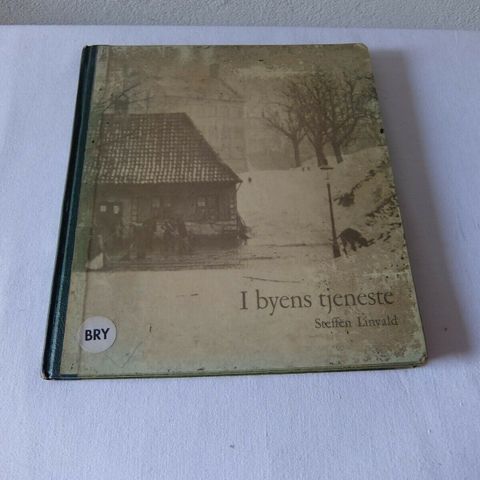 I byens tjeneste
Steffen Linvald
BRY